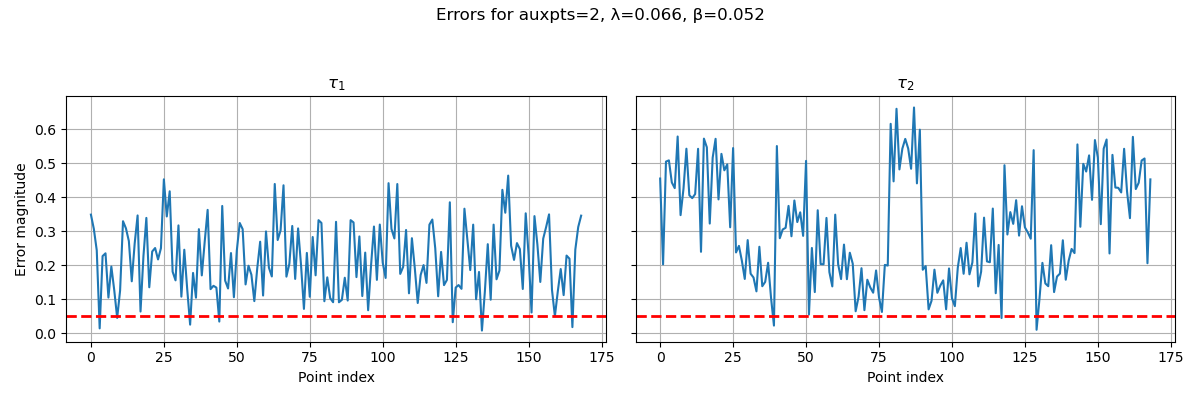 Errors for auxpts=2, λ=0.066, β=0.052
τ₁
τ₂
Error magnitude
0.6
0.5
0.4
0.3
0.2
0.1
0.0
0 25 50 75 100 125 150 175
0 25 50 75 100 125 150 175
Point index
Point index